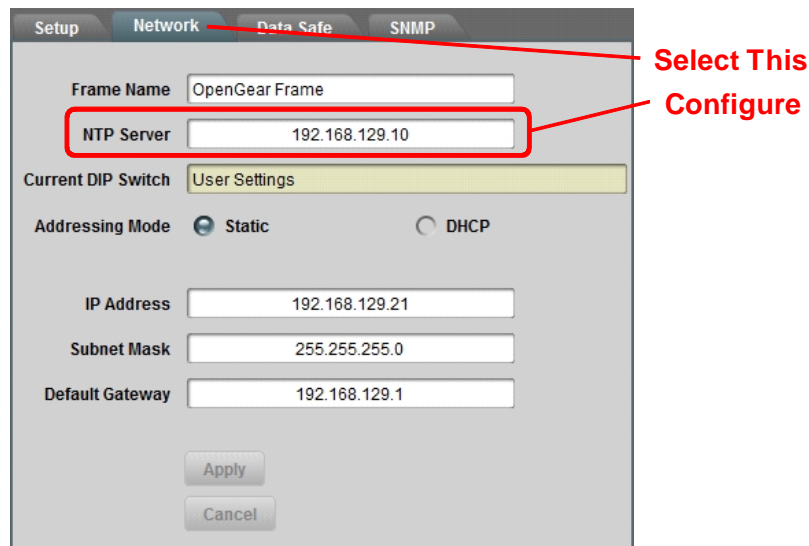 Setup Network Data Safe SNMP
Select This
Frame Name OpenGear Frame
Configure
NTP Server 192.168.129.10
Current DIP Switch User Settings
Addressing Mode Static DHCP
IP Address 192.168.129.21
Subnet Mask 255.255.255.0
Default Gateway 192.168.129.1
Apply
Cancel